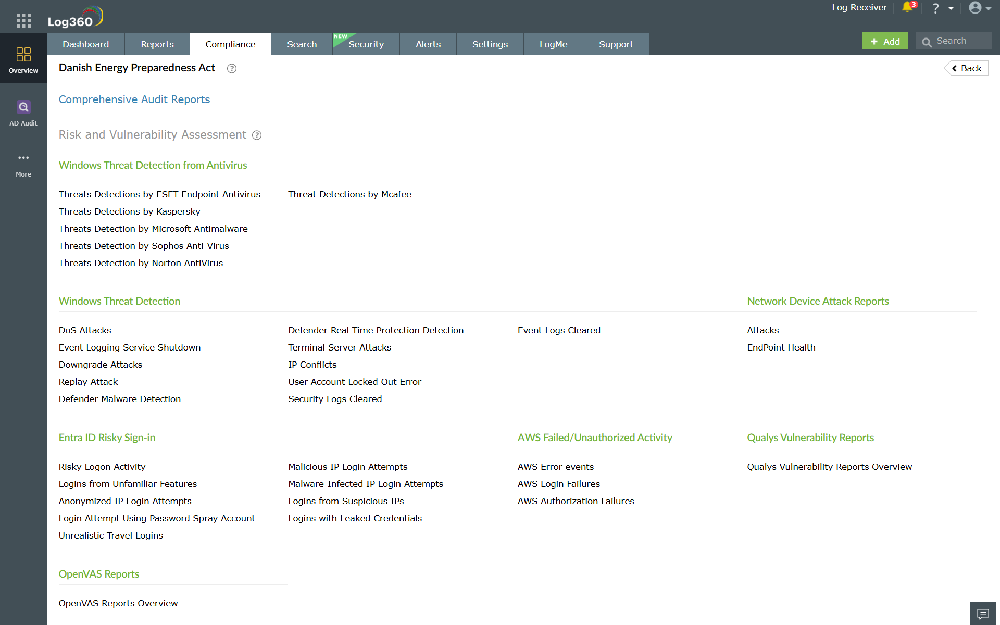 Log360
Log Receiver
3
?
Dashboard
Reports
Compliance
Search
NEW
Security
Alerts
Settings
LogMe
Support
+ Add
Search
Overview
AD Audit
More
Danish Energy Preparedness Act ?
Back
Comprehensive Audit Reports
Risk and Vulnerability Assessment ?
Windows Threat Detection from Antivirus
Threats Detections by ESET Endpoint Antivirus
Threats Detections by Kaspersky
Threats Detection by Microsoft Antimalware
Threats Detection by Sophos Anti-Virus
Threats Detection by Norton AntiVirus
Threat Detections by Mcafee
Windows Threat Detection
DoS Attacks
Event Logging Service Shutdown
Downgrade Attacks
Replay Attack
Defender Malware Detection
Defender Real Time Protection Detection
Terminal Server Attacks
IP Conflicts
User Account Locked Out Error
Security Logs Cleared
Event Logs Cleared
Network Device Attack Reports
Attacks
EndPoint Health
Entra ID Risky Sign-in
Risky Logon Activity
Logins from Unfamiliar Features
Anonymized IP Login Attempts
Login Attempt Using Password Spray Account
Unrealistic Travel Logins
Malicious IP Login Attempts
Malware-Infected IP Login Attempts
Logins from Suspicious IPs
Logins with Leaked Credentials
AWS Failed/Unauthorized Activity
AWS Error events
AWS Login Failures
AWS Authorization Failures
Qualys Vulnerability Reports
Qualys Vulnerability Reports Overview
OpenVAS Reports
OpenVAS Reports Overview